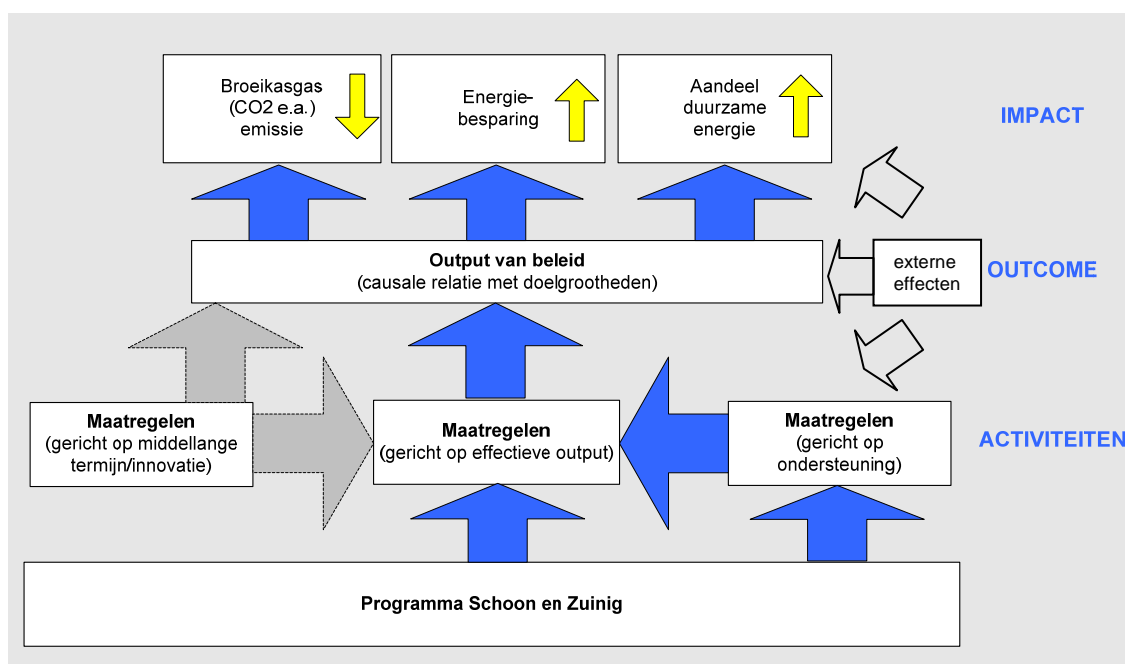 Broeikasgas
(CO2 e.a.)
emissie
Energie-
besparing
Aandeel
duurzame
energie
IMPACT
Output van beleid
(causale relatie met doelgrootheden)
externe
effecten
OUTCOME
Maatregelen
(gericht op middellange
termijn/innovatie)
Maatregelen
(gericht op effectieve output)
Maatregelen
(gericht op
ondersteuning)
ACTIVITEITEN
Programma Schoon en Zuinig